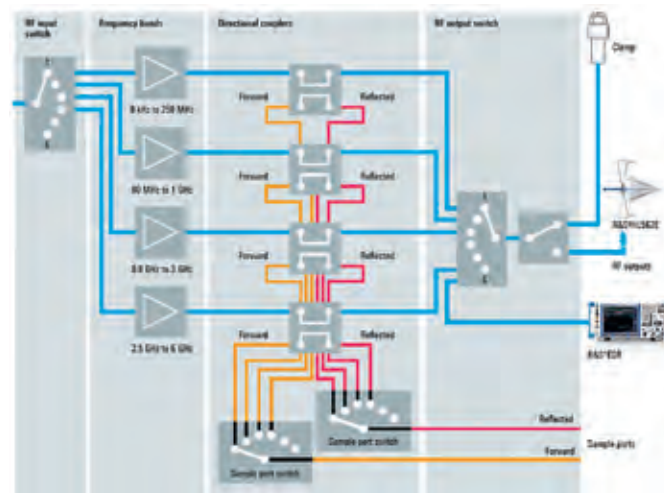 RF input
switch
Frequency bands
Directional couplers
RF output switch
Clamp
Forward
Reflected
9 kHz to 250 MHz
Forward
Reflected
80 MHz to 1 GHz
Forward
Reflected
0.8 GHz to 3 GHz
RF outputs
Forward
Reflected
2.5 GHz to 6 GHz
Sample port switch
Reflected
Sample ports
Forward
Sample port switch